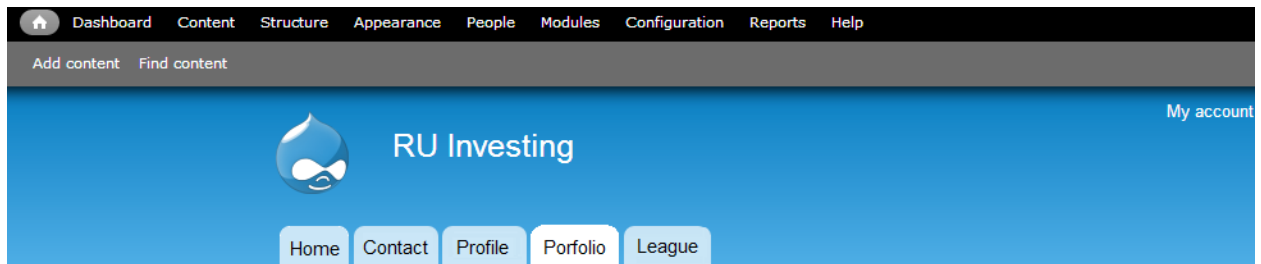 Dashboard Content Structure Appearance People Modules Configuration Reports Help
Add content Find content
My account
RU Investing
Home Contact Profile Porfolio League